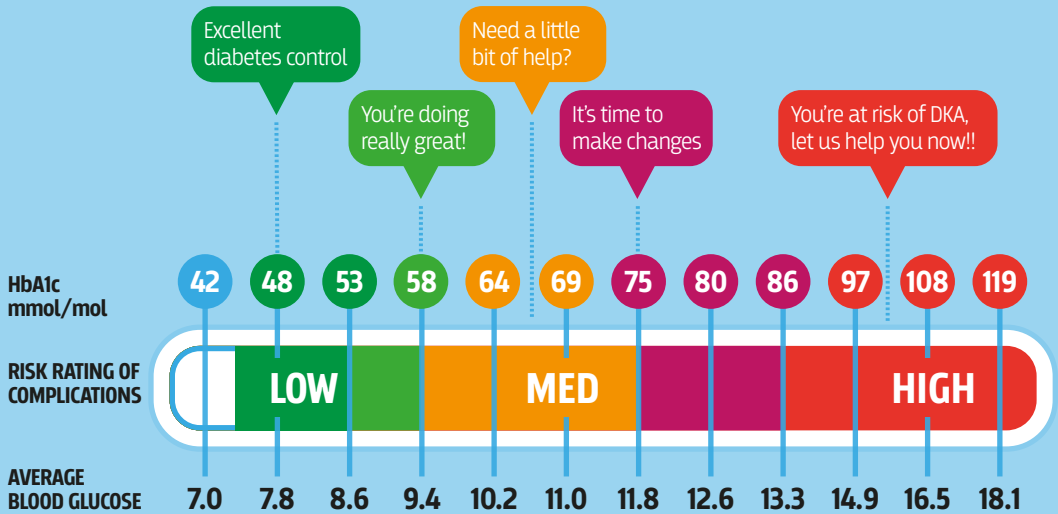 Excellent
diabetes control
Need a little
bit of help?
You're doing
really great!
It's time to
make changes
You're at risk of DKA,
let us help you now!!
HbA1c
mmol/mol
42 48 53 58 64 69 75 80 86 97 108 119
RISK RATING OF
COMPLICATIONS
LOW MED HIGH
AVERAGE
BLOOD GLUCOSE
7.0 7.8 8.6 9.4 10.2 11.0 11.8 12.6 13.3 14.9 16.5 18.1